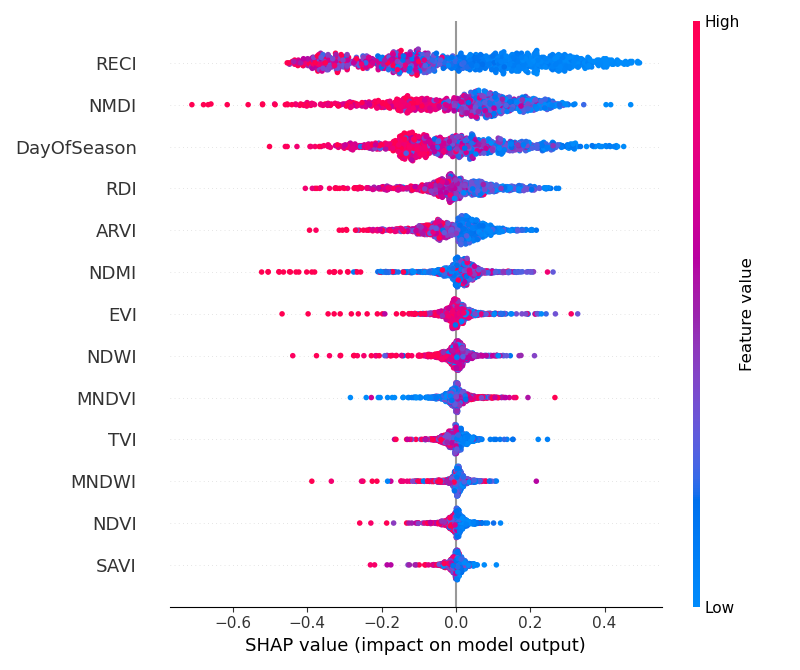 High
RECI
NMDI
DayOfSeason
RDI
ARVI
NDMI
EVI
NDWI
MNDVI
TVI
MNDWI
NDVI
SAVI
Feature value
Low
−0.6 −0.4 −0.2 0.0 0.2 0.4
SHAP value (impact on model output)